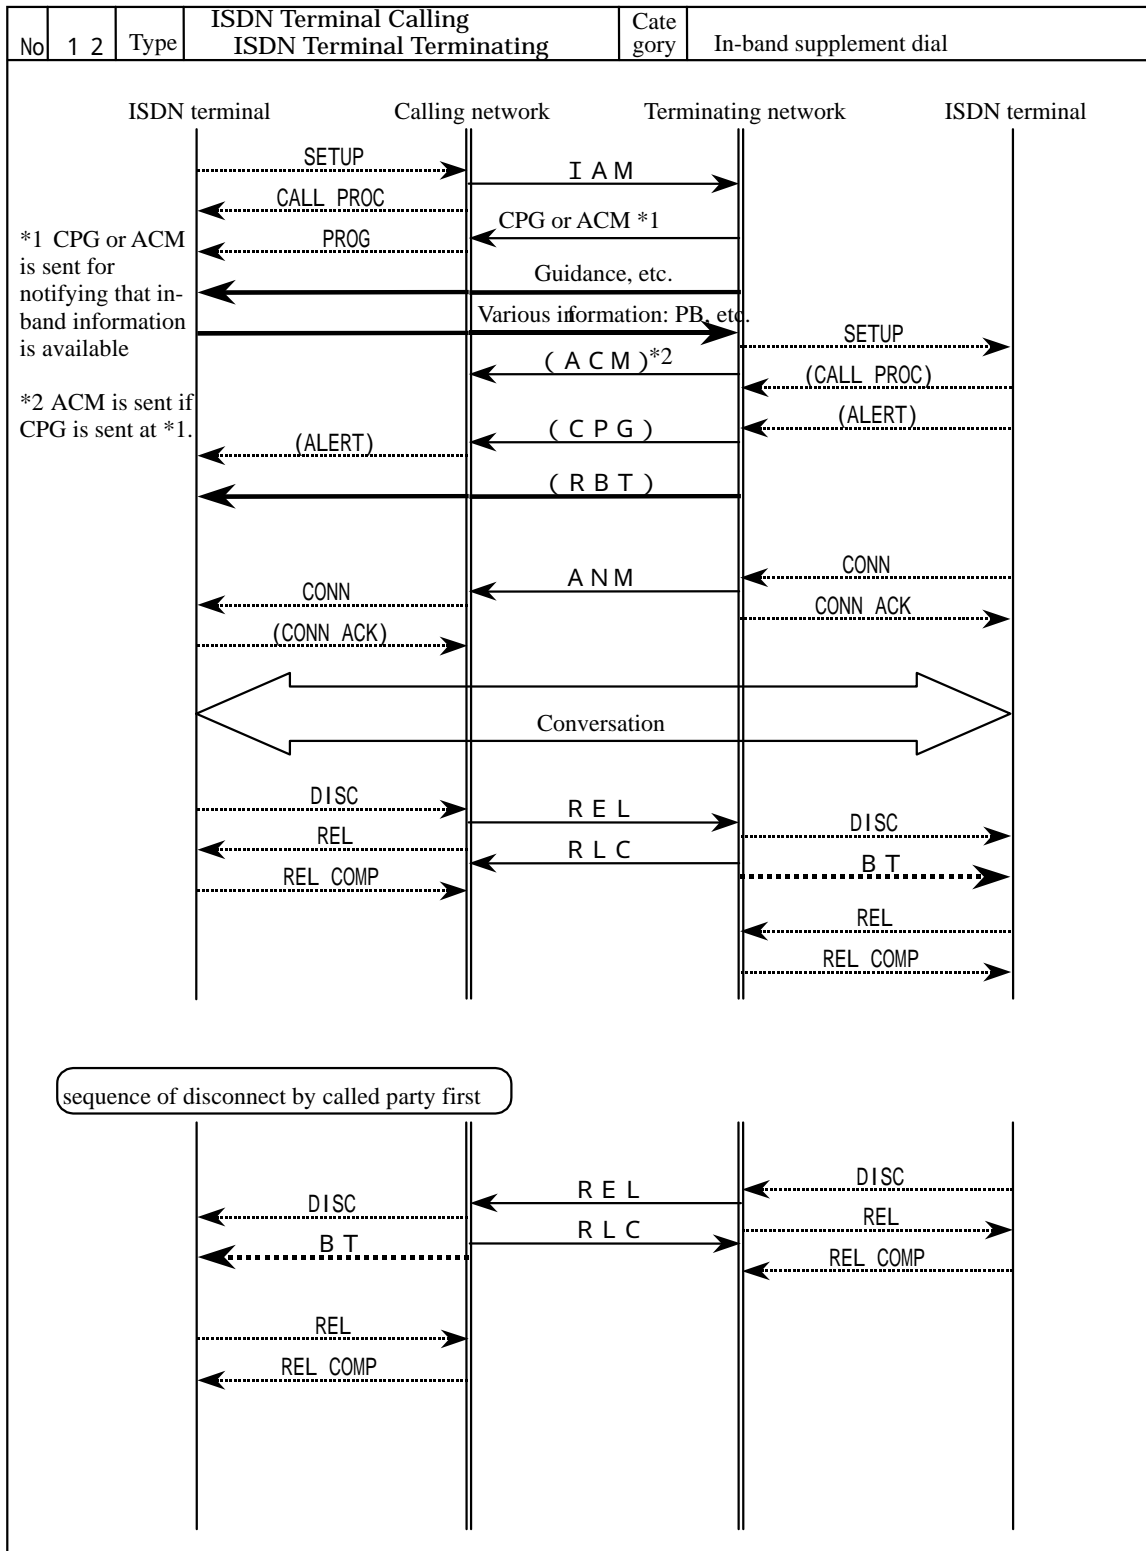 No 1 2 Type ISDN Terminal Calling
ISDN Terminal Terminating
Cate
gory
In-band supplement dial
ISDN terminal Calling network Terminating network ISDN terminal
SETUP
I A M
CALL PROC
CPG or ACM *1
PROG
*1 CPG or ACM
is sent for
notifying that in-
band information
is available
Guidance, etc.
Various information: PB, etc.
SETUP
( A C M ) *2
(CALL PROC)
*2 ACM is sent if
CPG is sent at *1.
(ALERT)
( C P G )
(ALERT)
( R B T )
CONN
A N M
CONN
CONN ACK
(CONN ACK)
Conversation
DISC
R E L
DISC
REL
R L C
B T
REL COMP
REL
REL COMP
sequence of disconnect by called party first
DISC
R E L
DISC
REL
R L C
B T
REL COMP
REL
REL COMP